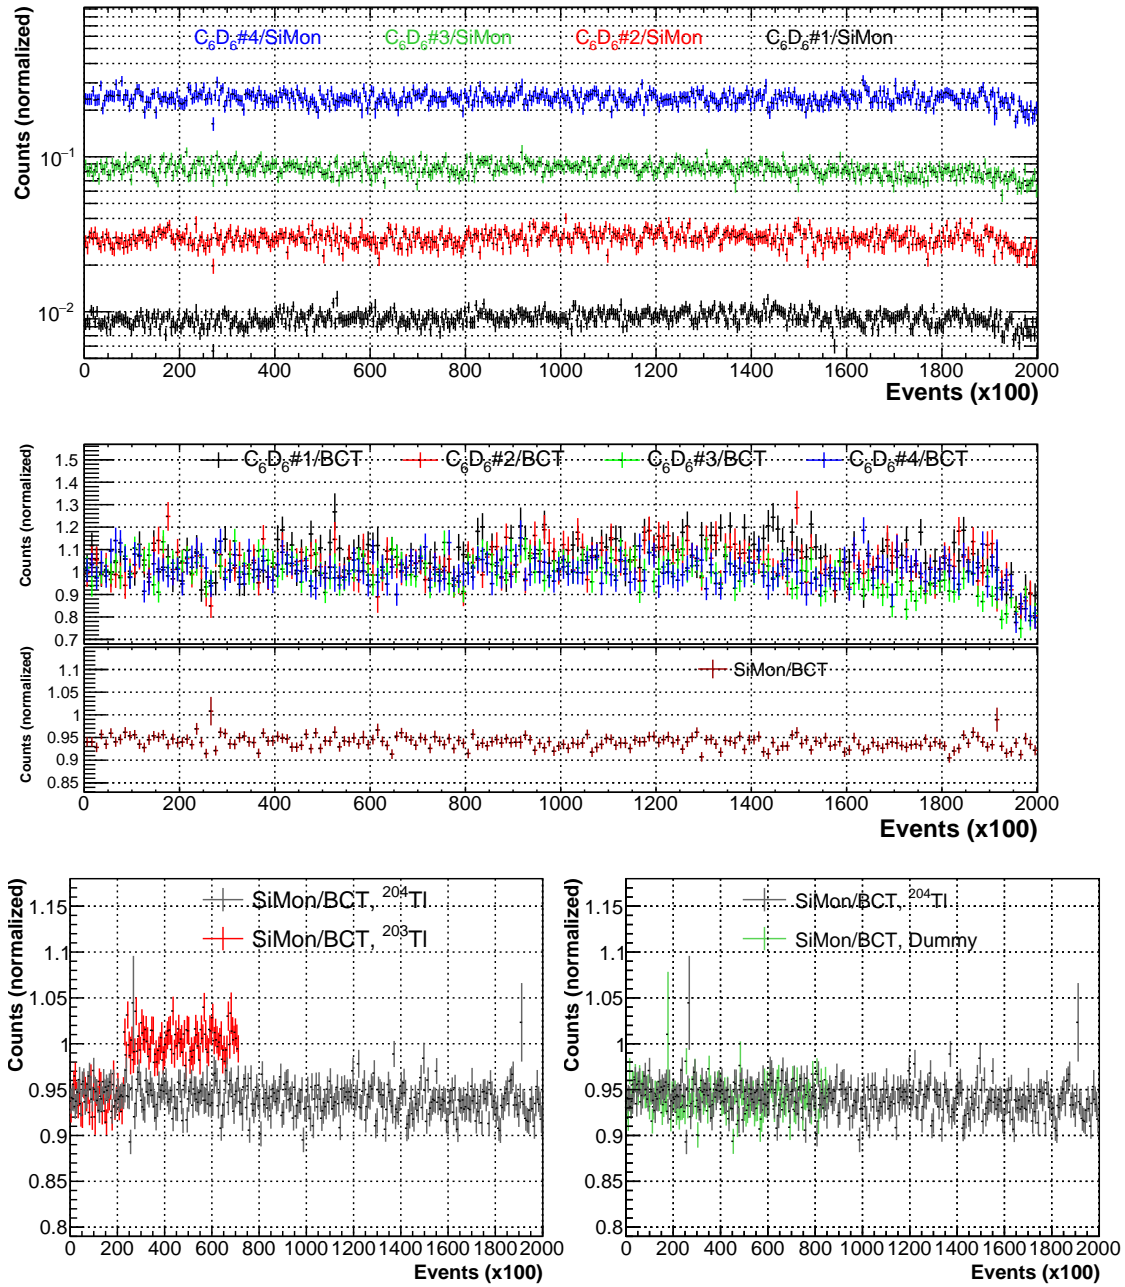 C6D6#4/SiMon C6D6#3/SiMon C6D6#2/SiMon C6D6#1/SiMon
Counts (normalized)
10−1
10−2
0 200 400 600 800 1000 1200 1400 1600 1800 2000
Events (x100)
C6D6#1/BCT C6D6#2/BCT C6D6#3/BCT C6D6#4/BCT
Counts (normalized)
1.5
1.4
1.3
1.2
1.1
1
0.9
0.8
0.7
SiMon/BCT
Counts (normalized)
1.1
1.05
1
0.95
0.9
0.85
0 200 400 600 800 1000 1200 1400 1600 1800 2000
Events (x100)
SiMon/BCT, 204Tl
SiMon/BCT, 203Tl
Counts (normalized)
1.15
1.1
1.05
1
0.95
0.9
0.85
0.8
0 200 400 600 800 1000 1200 1400 1600 1800 2000
Events (x100)
SiMon/BCT, 204Tl
SiMon/BCT, Dummy
Counts (normalized)
1.15
1.1
1.05
1
0.95
0.9
0.85
0.8
0 200 400 600 800 1000 1200 1400 1600 1800 2000
Events (x100)